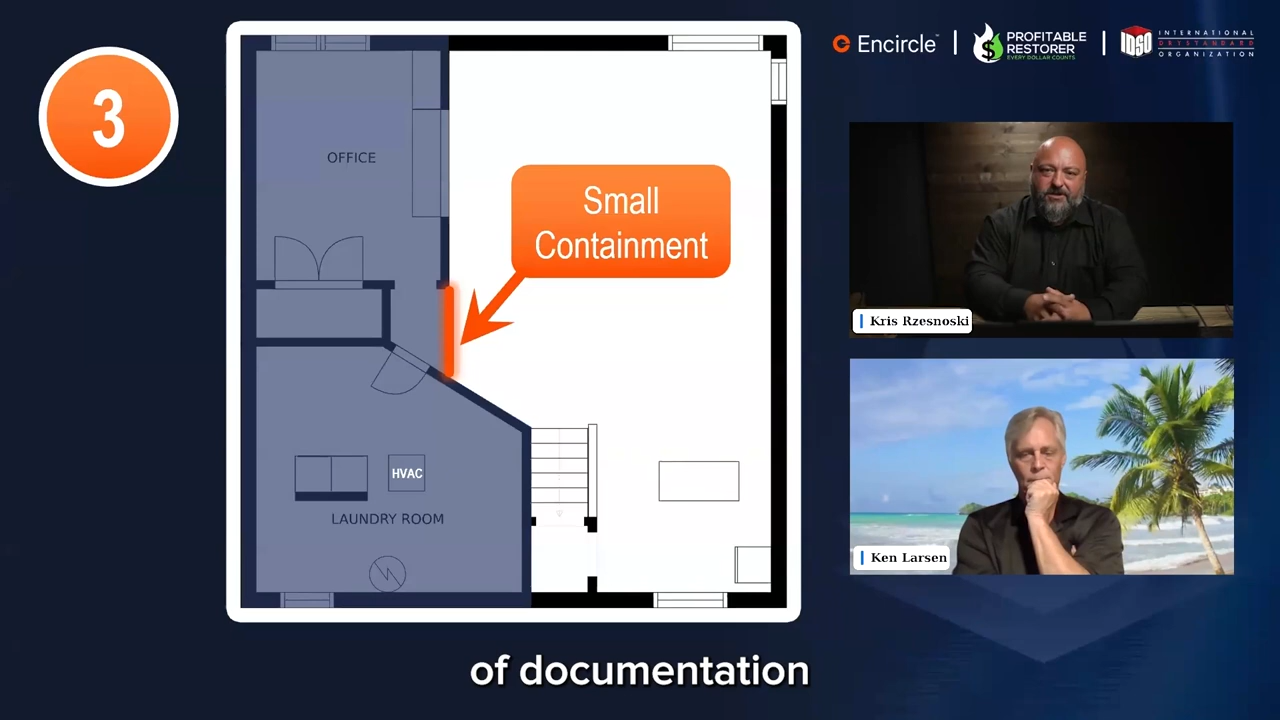 3
OFFICE
Small
Containment
HVAC
LAUNDRY ROOM
Encircle
PROFITABLE
RESTORER
EVERY DOLLAR COUNTS
IDSO
INTERNATIONAL
DRYSTANDARD
ORGANIZATION
Kris Rzesnoski
Ken Larsen
of documentation